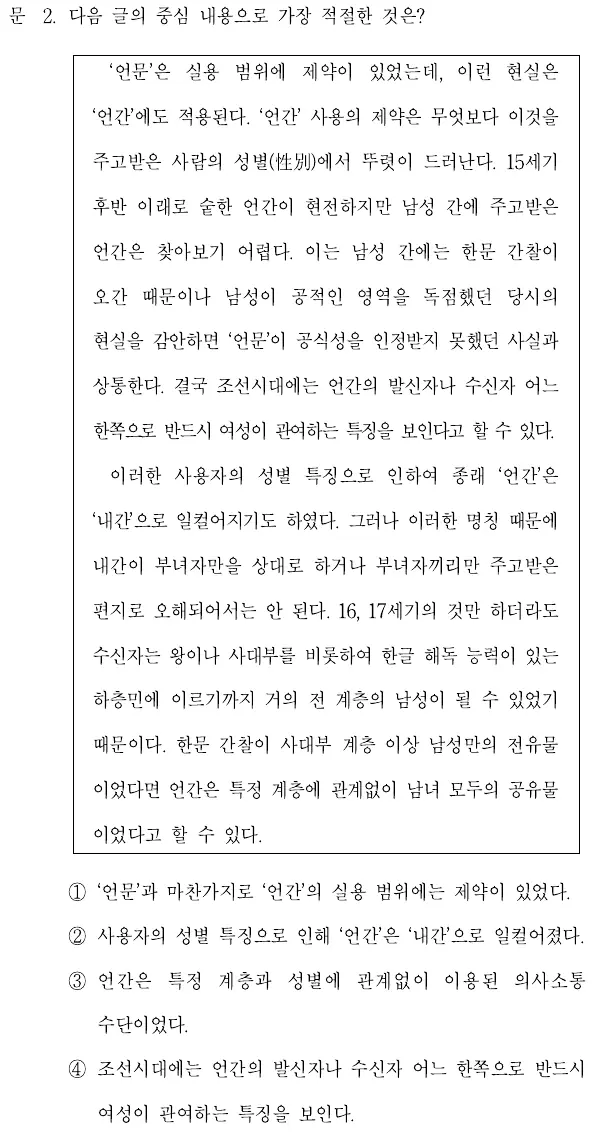 문 2. 다음 글의 중심 내용으로 가장 적절한 것은?
‘언문’은 실용 범위에 제약이 있었는데, 이런 현실은
‘언간’에도 적용된다. ‘언간’ 사용의 제약은 무엇보다 이것을
주고받은 사람의 성별(性別)에서 뚜렷이 드러난다. 15세기
후반 이래로 숱한 언간이 현전하지만 남성 간에 주고받은
언간은 찾아보기 어렵다. 이는 남성 간에는 한문 간찰이
오간 때문이나 남성이 공적인 영역을 독점했던 당시의
현실을 감안하면 ‘언문’이 공식성을 인정받지 못했던 사실과
상통한다. 결국 조선시대에는 언간의 발신자나 수신자 어느
한쪽으로 반드시 여성이 관여하는 특징을 보인다고 할 수 있다.
이러한 사용자의 성별 특징으로 인하여 종래 ‘언간’은
‘내간’으로 일컬어지기도 하였다. 그러나 이러한 명칭 때문에
내간이 부녀자만을 상대로 하거나 부녀자끼리만 주고받은
편지로 오해되어서는 안 된다. 16, 17세기의 것만 하더라도
수신자는 왕이나 사대부를 비롯하여 한글 해독 능력이 있는
하층민에 이르기까지 거의 전 계층의 남성이 될 수 있었기
때문이다. 한문 간찰이 사대부 계층 이상 남성만의 전유물
이었다면 언간은 특정 계층에 관계없이 남녀 모두의 공유물
이었다고 할 수 있다.
① ‘언문’과 마찬가지로 ‘언간’의 실용 범위에는 제약이 있었다.
② 사용자의 성별 특징으로 인해 ‘언간’은 ‘내간’으로 일컬어졌다.
③ 언간은 특정 계층과 성별에 관계없이 이용된 의사소통
수단이었다.
④ 조선시대에는 언간의 발신자나 수신자 어느 한쪽으로 반드시
여성이 관여하는 특징을 보인다.